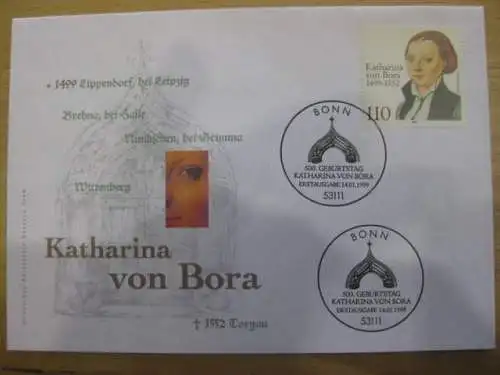 * 1499 Lippendorf, bei Leipzig
Brehna, bei Halle
Nimbschen, bei Grimma
Wittenberg
Katharina
von Bora
† 1552 Torgau
Katharina
von Bora
1499-1552
110
BONN
500. GEBURTSTAG
KATHARINA VON BORA
ERSTAUSGABE 14.01.1999
53111
BONN
500. GEBURTSTAG
KATHARINA VON BORA
ERSTAUSGABE 14.01.1999
53111